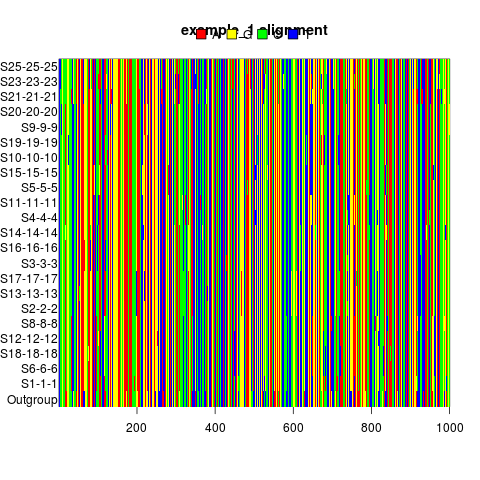 example_1 alignment
A G C T
S25-25-25
S23-23-23
S21-21-21
S20-20-20
S9-9-9
S19-19-19
S10-10-10
S15-15-15
S5-5-5
S11-11-11
S4-4-4
S14-14-14
S16-16-16
S3-3-3
S17-17-17
S13-13-13
S2-2-2
S8-8-8
S12-12-12
S18-18-18
S6-6-6
S1-1-1
Outgroup
200 400 600 800 1000